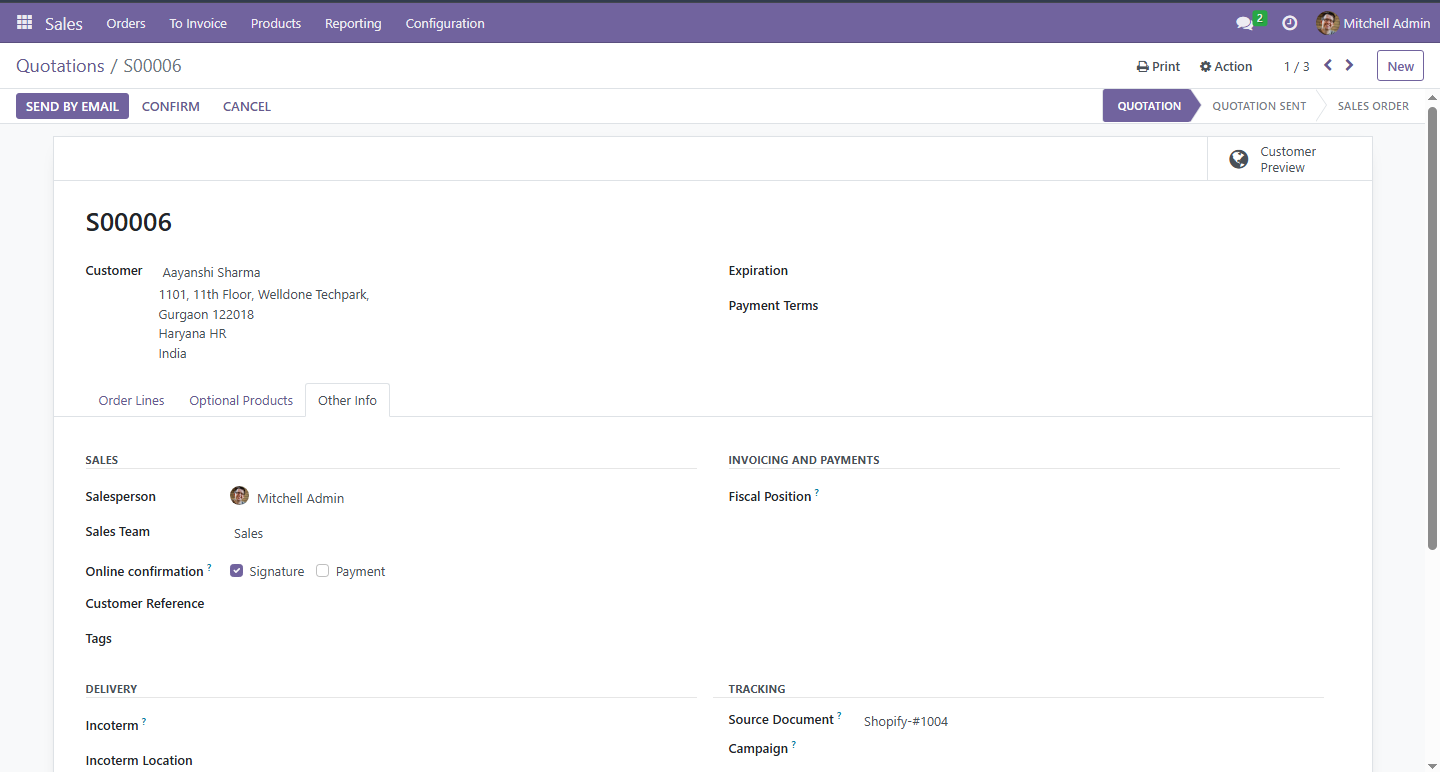 Sales Orders To Invoice Products Reporting Configuration 2 Mitchell Admin
Quotations / S00006 Print Action 1 / 3 New
SEND BY EMAIL CONFIRM CANCEL QUOTATION QUOTATION SENT SALES ORDER
Customer
Preview
S00006
Customer Aayanshi Sharma Expiration
1101, 11th Floor, Welldone Techpark,
Gurgaon 122018 Payment Terms
Haryana HR
India
Order Lines Optional Products Other Info
SALES INVOICING AND PAYMENTS
Salesperson Mitchell Admin Fiscal Position ?
Sales Team Sales
Online confirmation ? Signature Payment
Customer Reference
Tags
DELIVERY TRACKING
Incoterm ? Source Document ? Shopify-#1004
Campaign ?
Incoterm Location